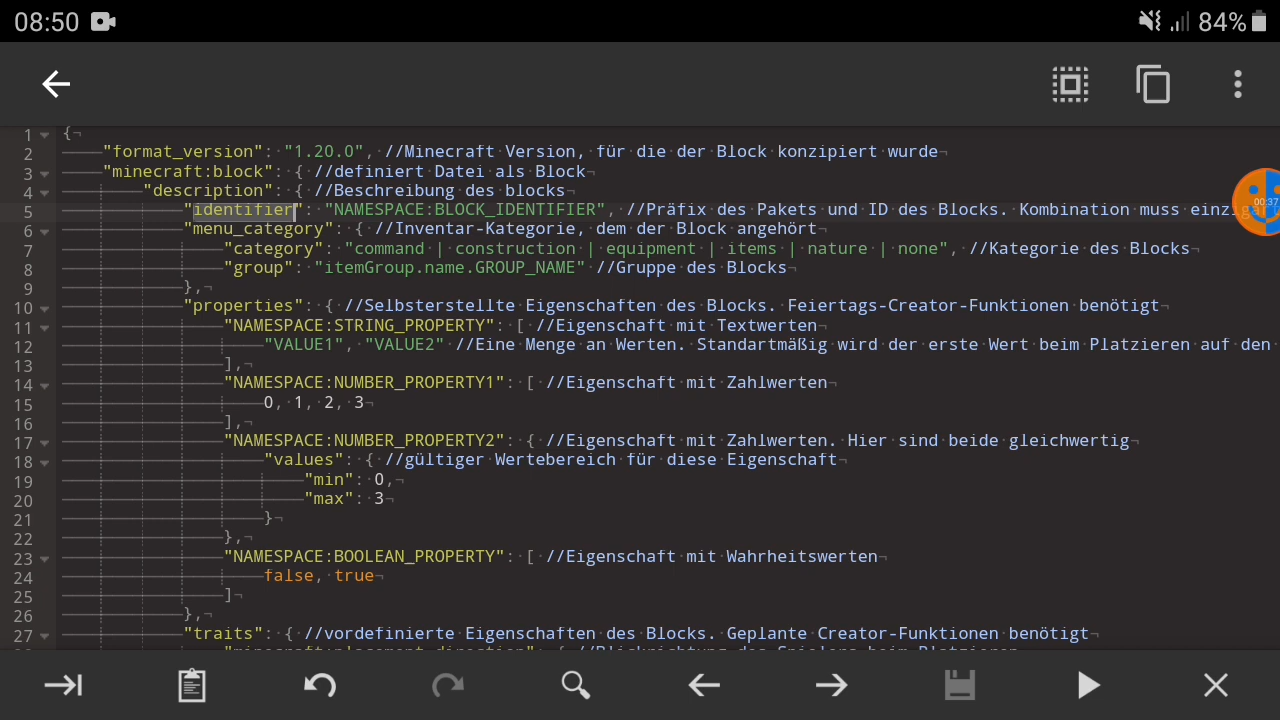 08:50 84%
1 {
2 "format_version": "1.20.0", //Minecraft Version, für die der Block konzipiert wurde
3 "minecraft:block": { //definiert Datei als Block
4 "description": { //Beschreibung des blocks
5 "identifier": "NAMESPACE:BLOCK_IDENTIFIER", //Präfix des Pakets und ID des Blocks. Kombination muss
00:37
6 "menu_category": { //Inventar-Kategorie, dem der Block angehört
7 "category": "command | construction | equipment | items | nature | none", //Kategorie des Blocks
8 "group": "itemGroup.name.GROUP_NAME" //Gruppe des Blocks
9 },
10 "properties": { //Selbsterstellte Eigenschaften des Blocks. Feiertags-Creator-Funktionen benötigt
11 "NAMESPACE:STRING_PROPERTY": [ //Eigenschaft mit Textwerten
12 "VALUE1", "VALUE2" //Eine Menge an Werten. Standartmäßig wird der erste Wert beim Platzieren auf den
13 ],
14 "NAMESPACE:NUMBER_PROPERTY1": [ //Eigenschaft mit Zahlwerten
15 0, 1, 2, 3
16 ],
17 "NAMESPACE:NUMBER_PROPERTY2": { //Eigenschaft mit Zahlwerten. Hier sind beide gleichwertig
18 "values": { //gültiger Wertebereich für diese Eigenschaft
19 "min": 0,
20 "max": 3
21 }
22 },
23 "NAMESPACE:BOOLEAN_PROPERTY": [ //Eigenschaft mit Wahrheitswerten
24 false, true
25 ]
26 },
27 "traits": { //vordefinierte Eigenschaften des Blocks. Geplante Creator-Funktionen benötigt